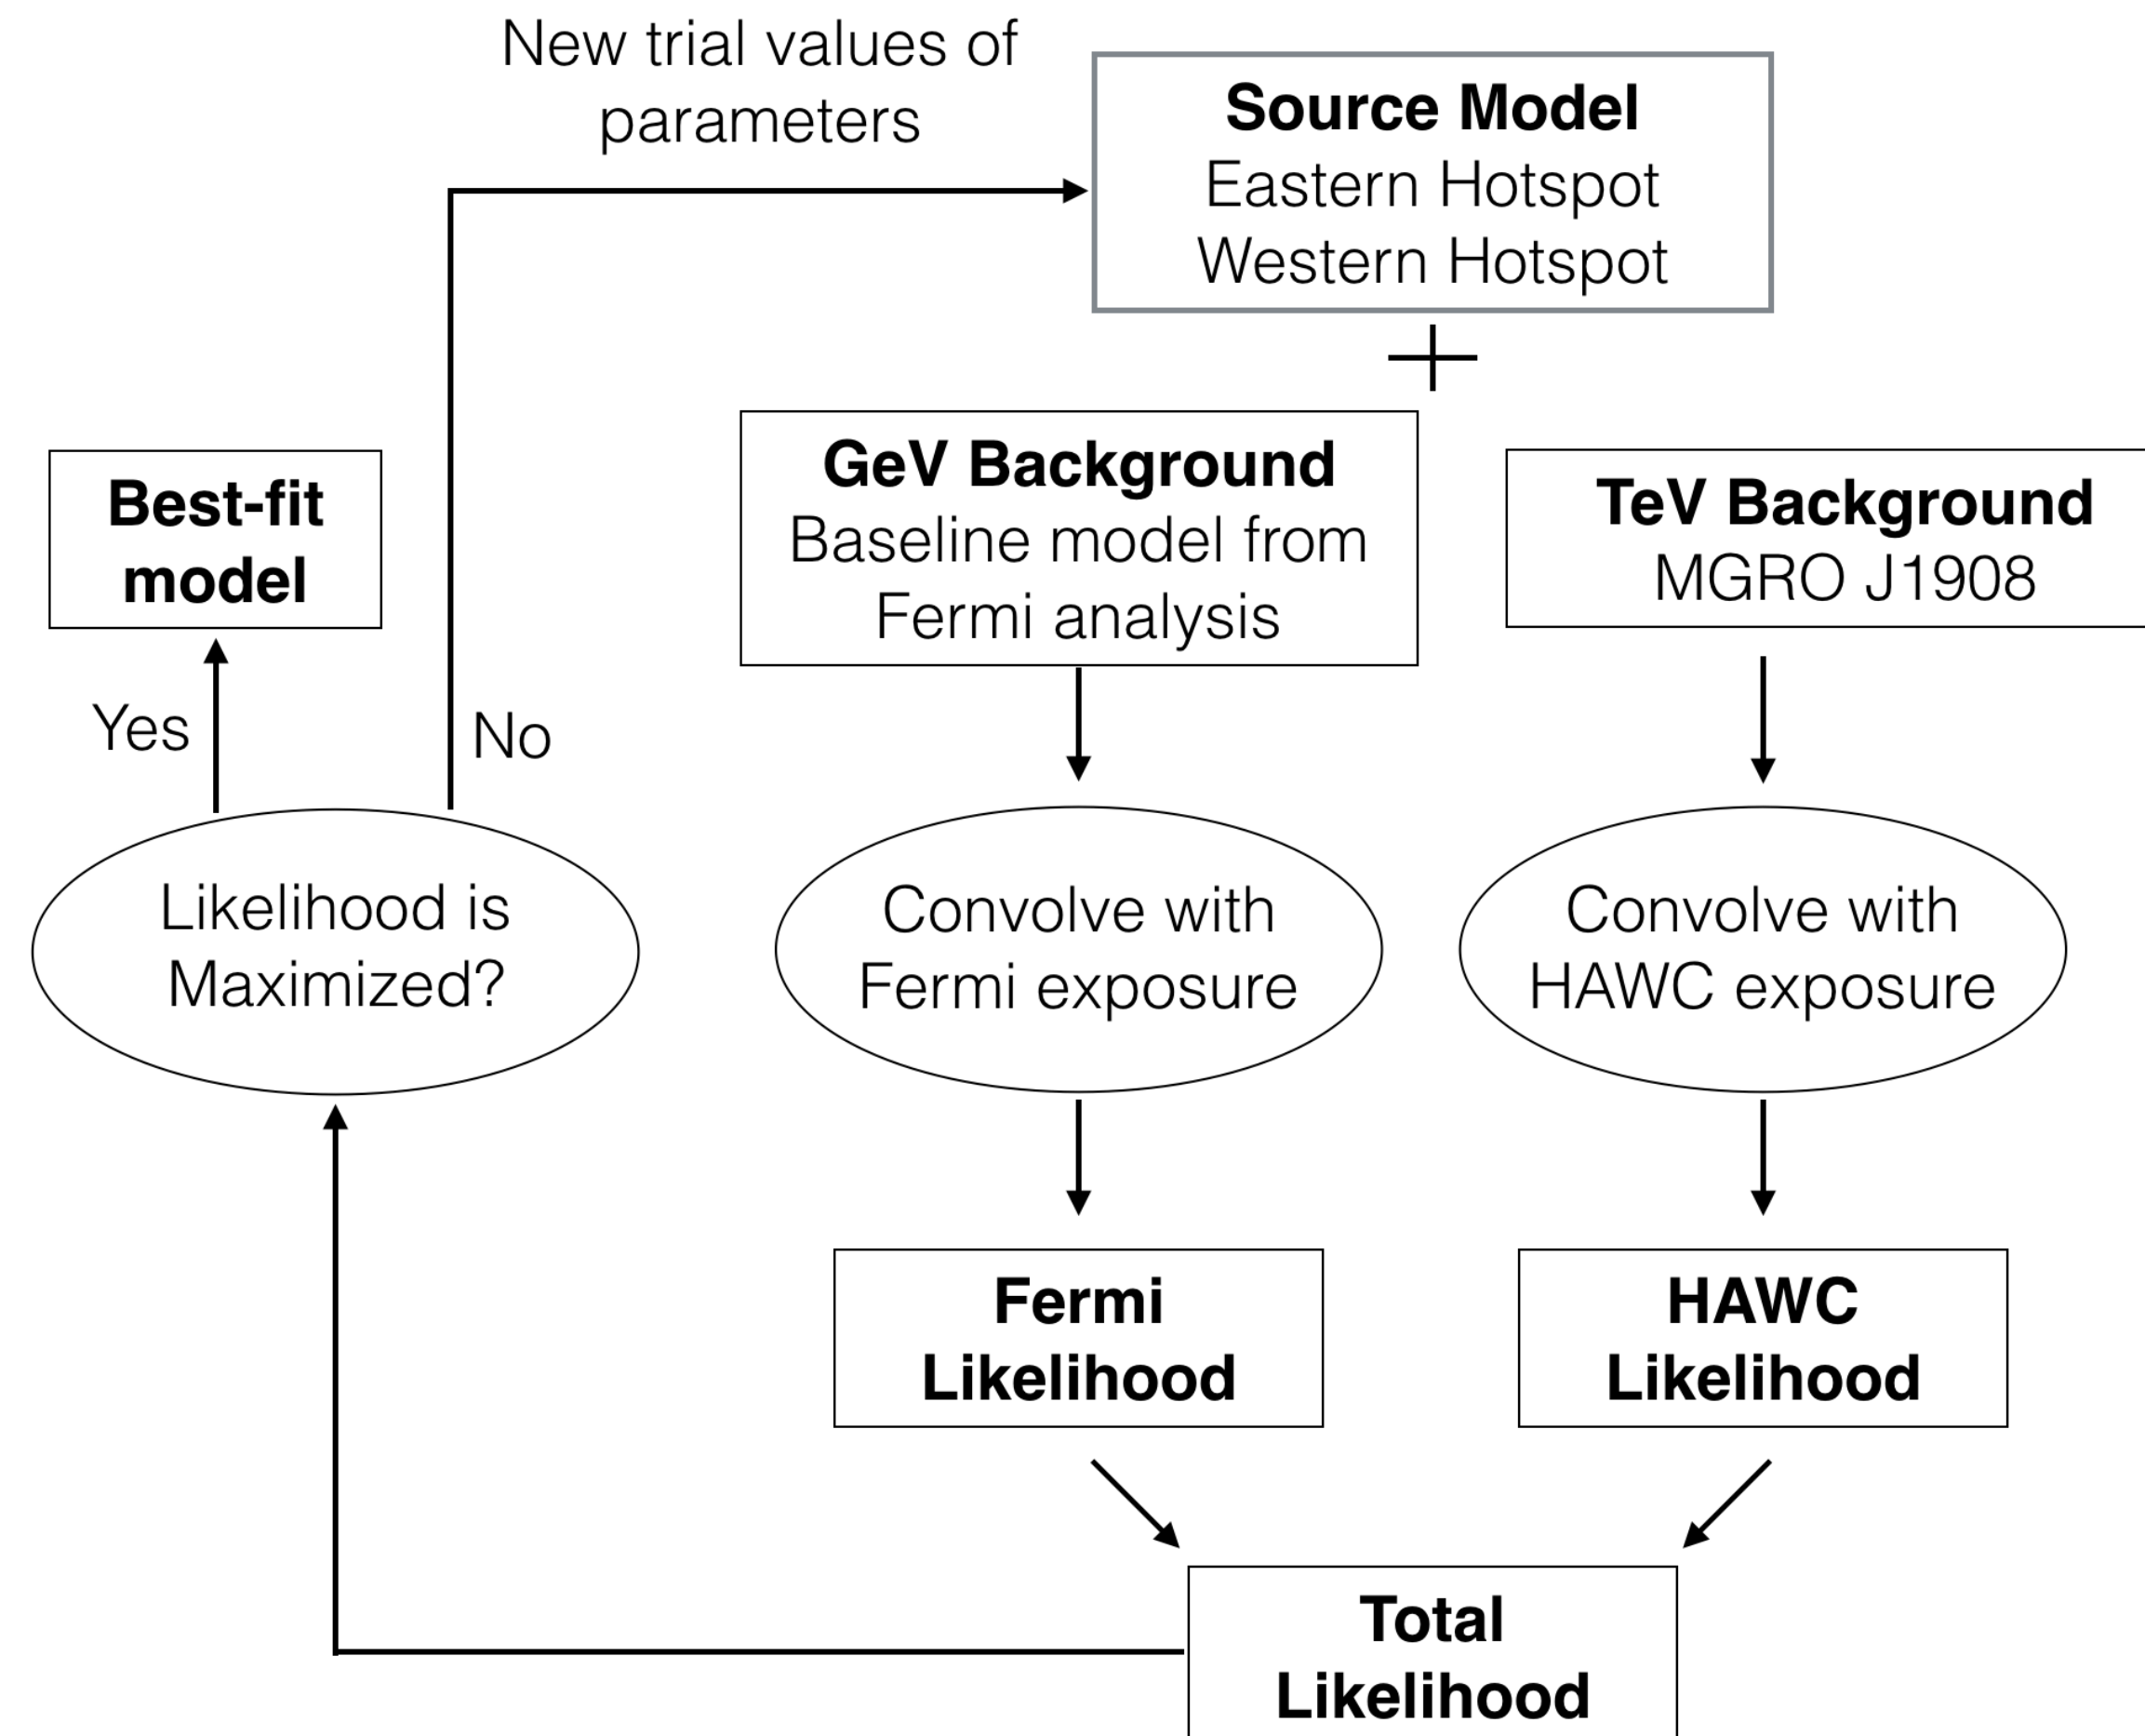 New trial values of
parameters
Source Model
Eastern Hotspot
Western Hotspot
Best-fit
model
GeV Background
Baseline model from
Fermi analysis
TeV Background
MGRO J1908
Yes
No
Likelihood is
Maximized?
Convolve with
Fermi exposure
Convolve with
HAWC exposure
Fermi
Likelihood
HAWC
Likelihood
Total
Likelihood